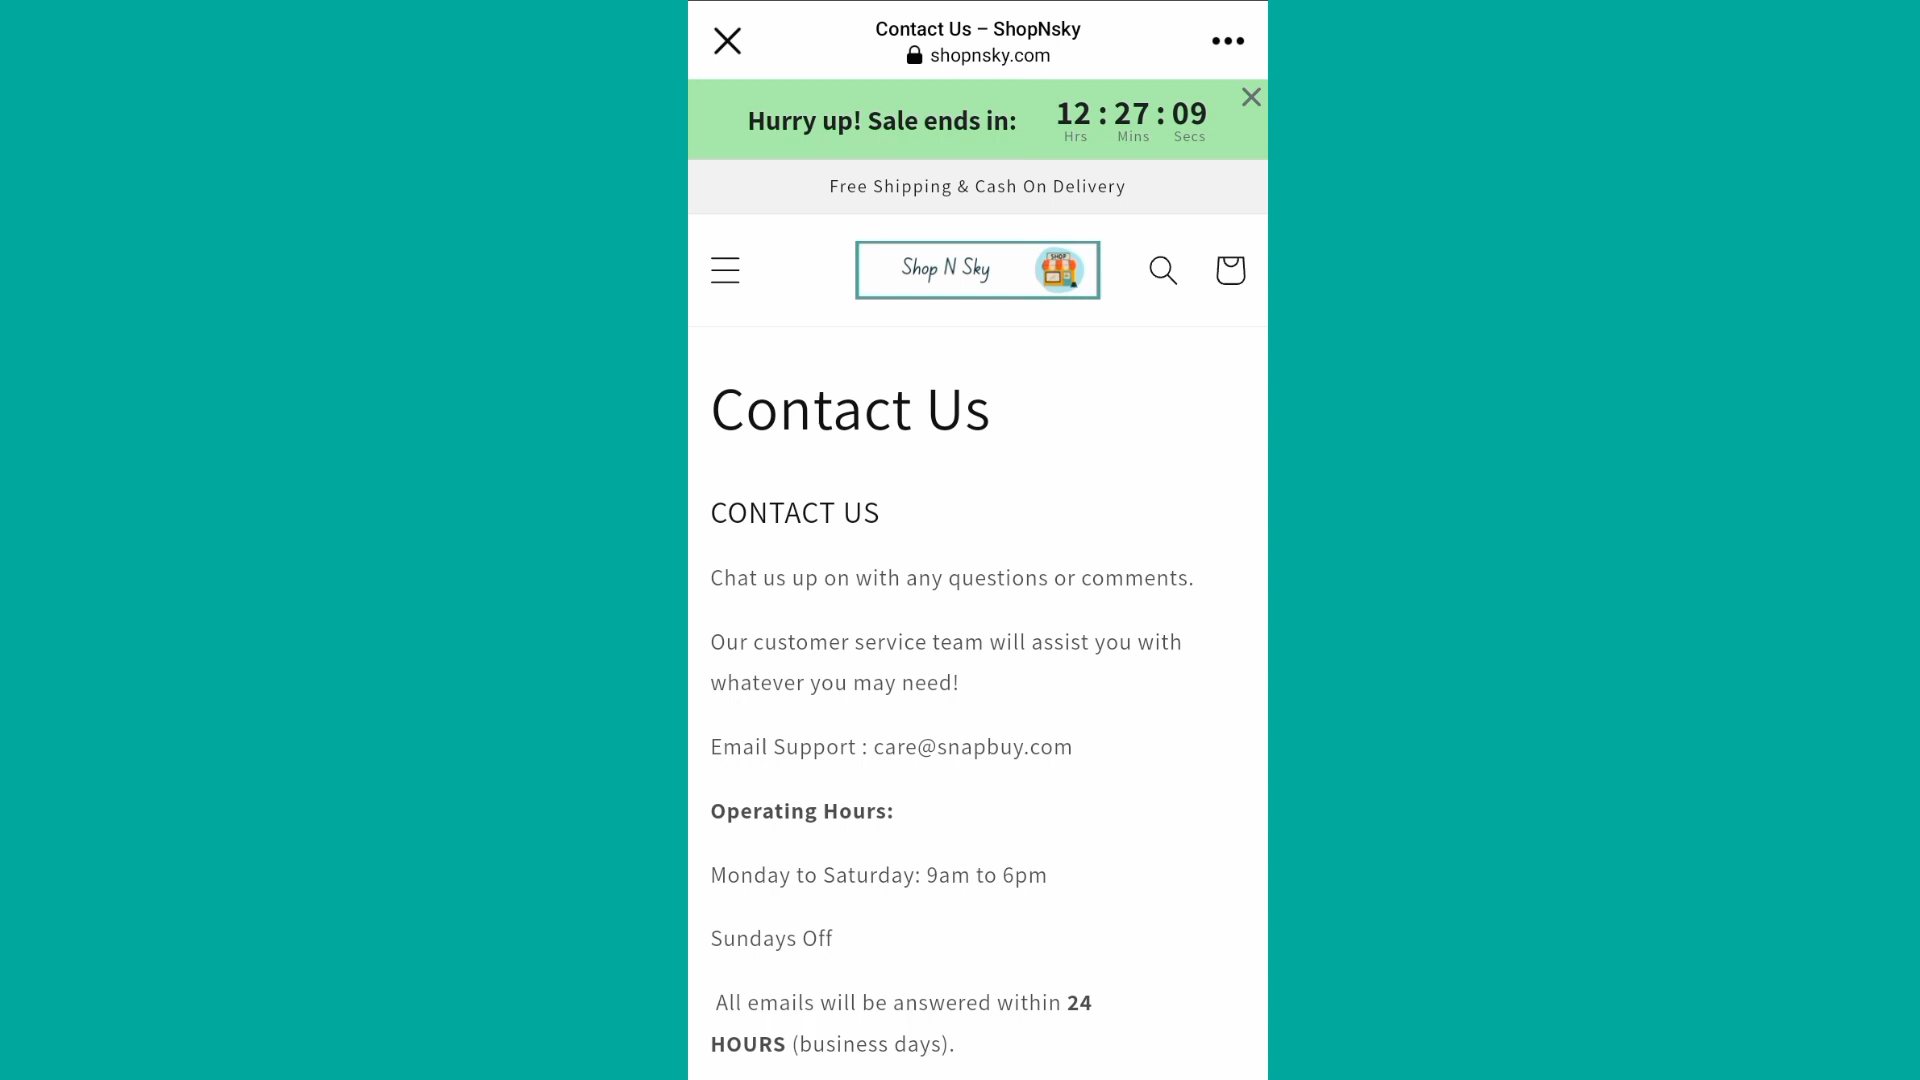 Contact Us – ShopNsky
shopnsky.com
Hurry up! Sale ends in:
12 : 27 : 09
Hrs Mins Secs
Free Shipping & Cash On Delivery
Shop N Sky
SHOP
Contact Us
CONTACT US
Chat us up on with any questions or comments.
Our customer service team will assist you with
whatever you may need!
Email Support : care@snapbuy.com
Operating Hours:
Monday to Saturday: 9am to 6pm
Sundays Off
All emails will be answered within 24
HOURS (business days).